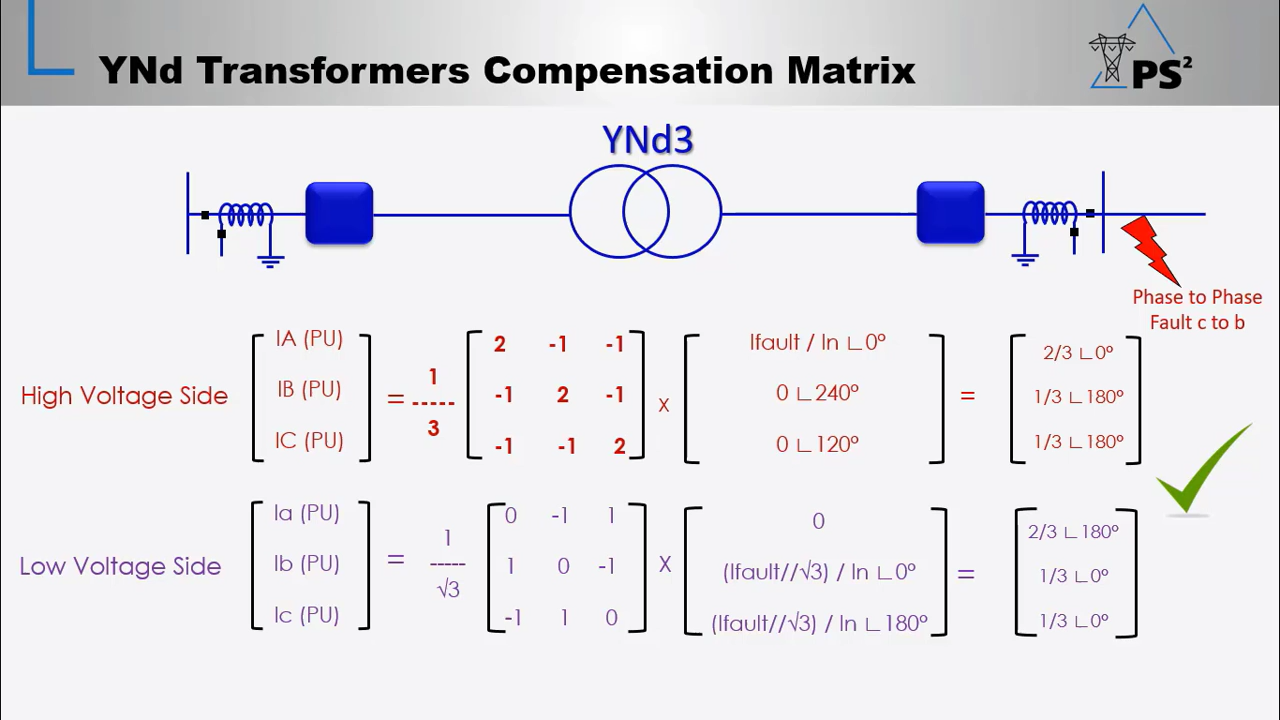 YNd Transformers Compensation Matrix
PS²
YNd3
Phase to Phase
Fault c to b
High Voltage Side
IA (PU)
IB (PU)
IC (PU)
=
1
-----
3
2 -1 -1
-1 2 -1
-1 -1 2
x
Ifault / In ∟0°
0 ∟240°
0 ∟120°
=
2/3 ∟0°
1/3 ∟180°
1/3 ∟180°
Low Voltage Side
Ia (PU)
Ib (PU)
Ic (PU)
=
1
-----
√3
0 -1 1
1 0 -1
-1 1 0
x
0
(Ifault//√3) / In ∟0°
(Ifault//√3) / In ∟180°
=
2/3 ∟180°
1/3 ∟0°
1/3 ∟0°